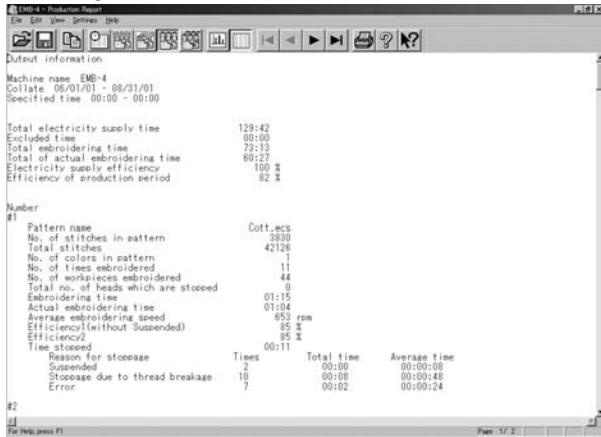 EMB-4 - Production Report
File Edit View Settings Help
Output information
Machine name EMB-4
Collate 06/01/01 - 08/31/01
Specified time 00:00 - 00:00
Total electricity supply time 129:42
Excluded time 00:00
Total embroidering time 73:13
Total of actual embroidering time 60:27
Electricity supply efficiency 100 %
Efficiency of production period 82 %
Number
#1
Pattern name Cott.ecs
No. of stitches in pattern 3830
Total stitches 42126
No. of colors in pattern 1
No. of times embroidered 11
No. of workpieces embroidered 44
Total no. of heads which are stopped 0
Embroidering time 01:15
Actual embroidering time 01:04
Average embroidering speed 653 rpm
Efficiency1(without Suspended) 85 %
Efficiency2 85 %
Time stopped 00:11
Reason for stoppage Times Total time Average time
Suspended 2 00:00 00:00:08
Stoppage due to thread breakage 10 00:08 00:00:48
Error 7 00:02 00:00:24
#2
For Help, press F1 Page 1/ 2